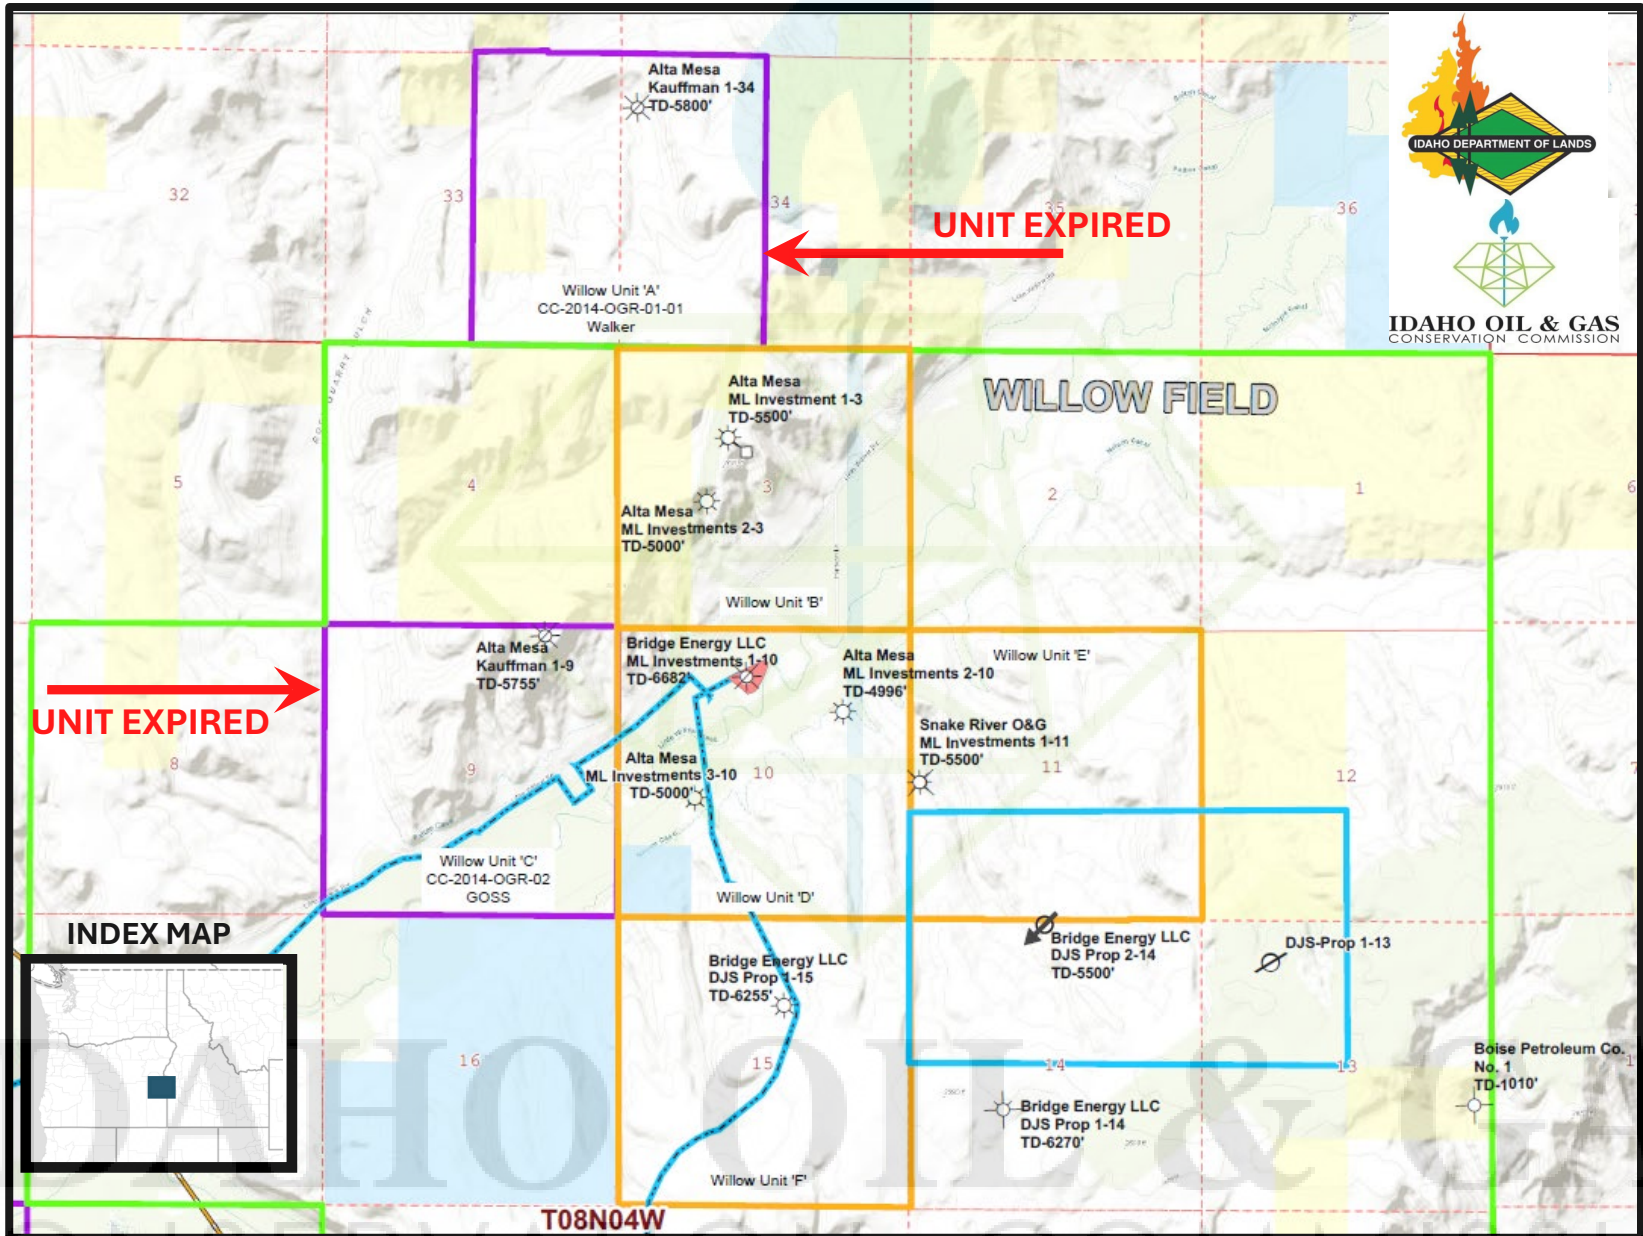 Alta Mesa
Kauffman 1-34
TD-5800'
IDAHO DEPARTMENT OF LANDS
IDAHO OIL & GAS
CONSERVATION COMMISSION
32
33
34
35
36
UNIT EXPIRED
Willow Unit 'A'
CC-2014-OGR-01-01
Walker
WILLOW FIELD
Alta Mesa
ML Investment 1-3
TD-5500'
5
4
3
2
1
6
Alta Mesa
ML Investments 2-3
TD-5000'
Willow Unit 'B'
Alta Mesa
Kauffman 1-9
TD-5755'
Bridge Energy LLC
ML Investments 1-10
TD-6682'
Alta Mesa
ML Investments 2-10
TD-4996'
Willow Unit 'E'
UNIT EXPIRED
Snake River O&G
ML Investments 1-11
TD-5500'
8
9
Alta Mesa
ML Investments 3-10
TD-5000'
10
11
12
7
Willow Unit 'C'
CC-2014-OGR-02
GOSS
Willow Unit 'D'
INDEX MAP
Bridge Energy LLC
DJS Prop 1-15
TD-6255'
Bridge Energy LLC
DJS Prop 2-14
TD-5500'
DJS-Prop 1-13
16
15
14
13
Boise Petroleum Co.
No. 1
TD-1010'
Bridge Energy LLC
DJS Prop 1-14
TD-6270'
Willow Unit 'F'
T08N04W
DAHO OIL & GA